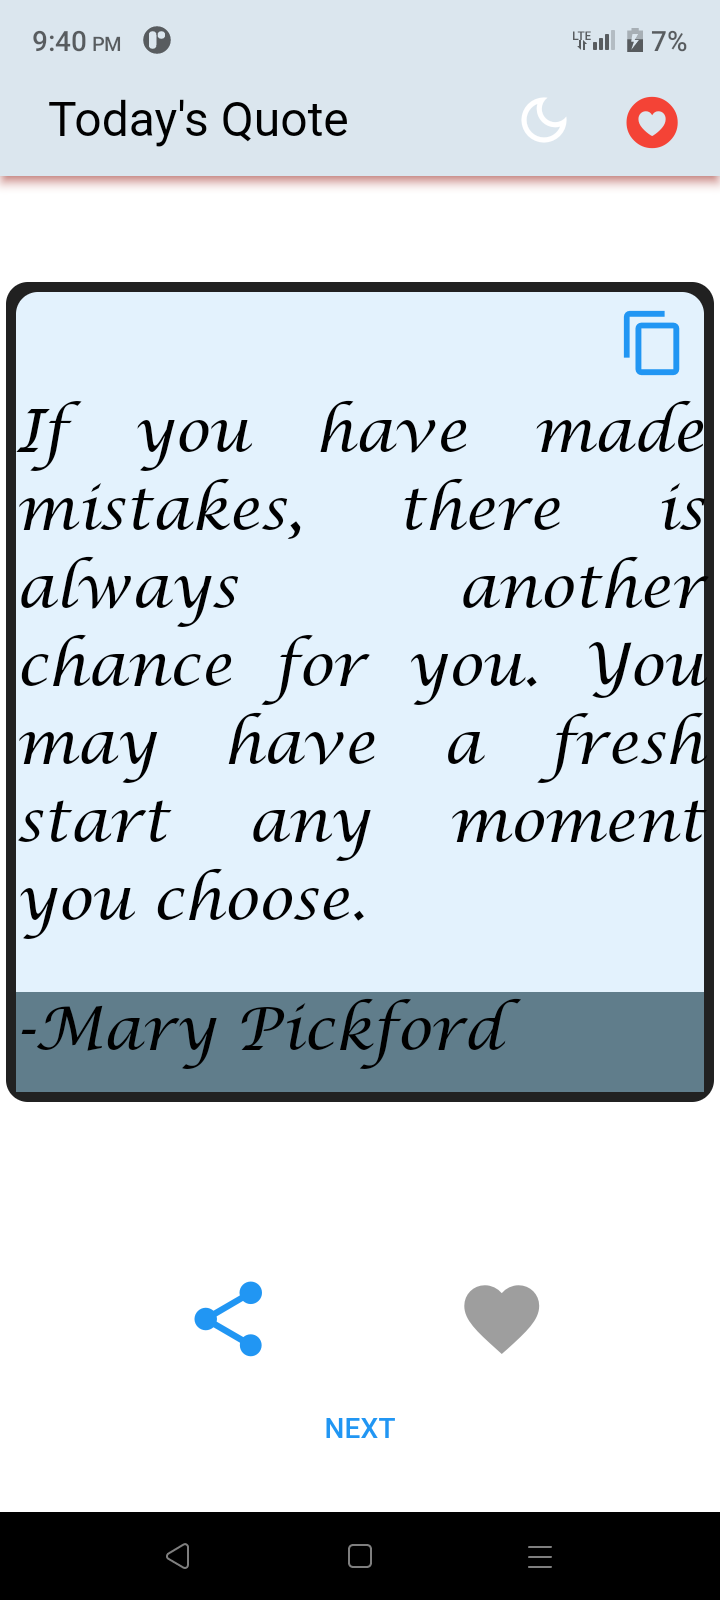 9:40 PM
LTE
7%
Today's Quote
If you have made
mistakes, there is
always another
chance for you. You
may have a fresh
start any moment
you choose.
-Mary Pickford
NEXT